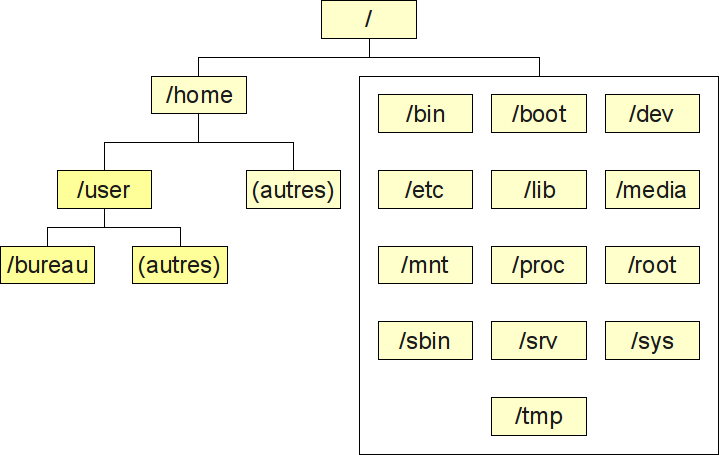 /
/home
/bin
/boot
/dev
/user
(autres)
/etc
/lib
/media
/bureau
(autres)
/mnt
/proc
/root
/sbin
/srv
/sys
/tmp